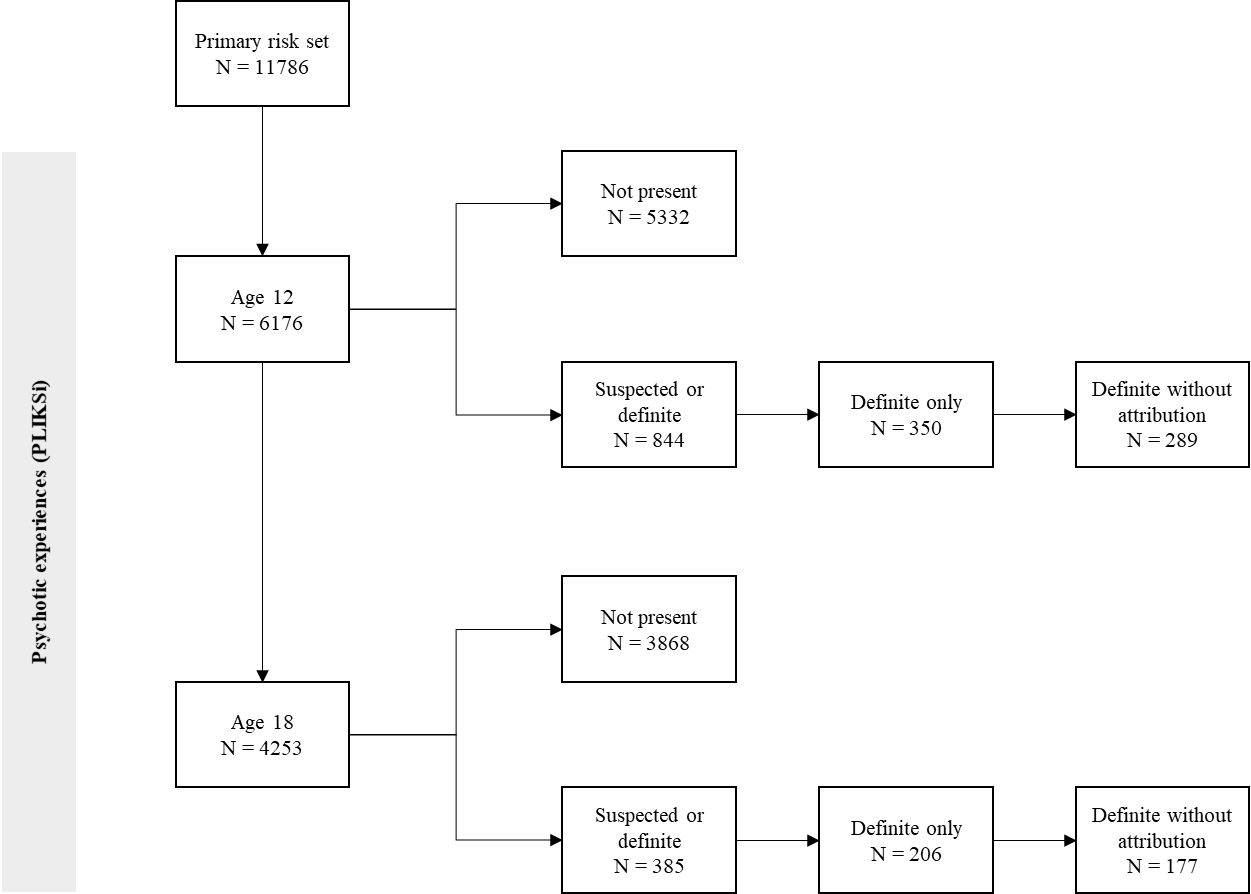 Primary risk set
N = 11786
Psychotic experiences (PLIKSi)
Not present
N = 5332
Age 12
N = 6176
Suspected or
definite
N = 844
Definite only
N = 350
Definite without
attribution
N = 289
Not present
N = 3868
Age 18
N = 4253
Suspected or
definite
N = 385
Definite only
N = 206
Definite without
attribution
N = 177